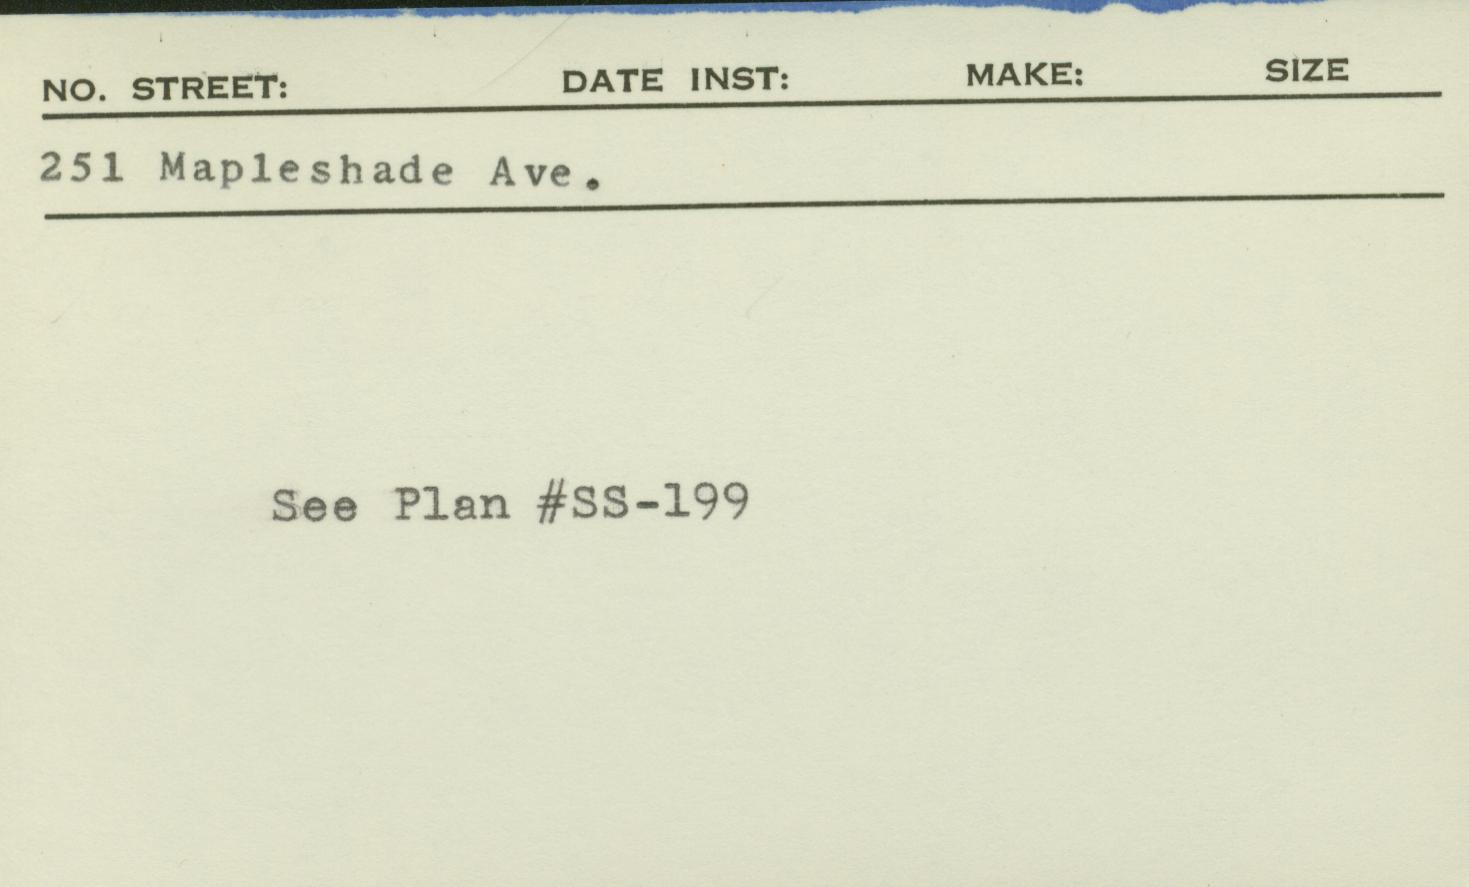 NO. STREET: DATE INST: MAKE: SIZE
251 Mapleshade Ave.
See Plan #SS-199